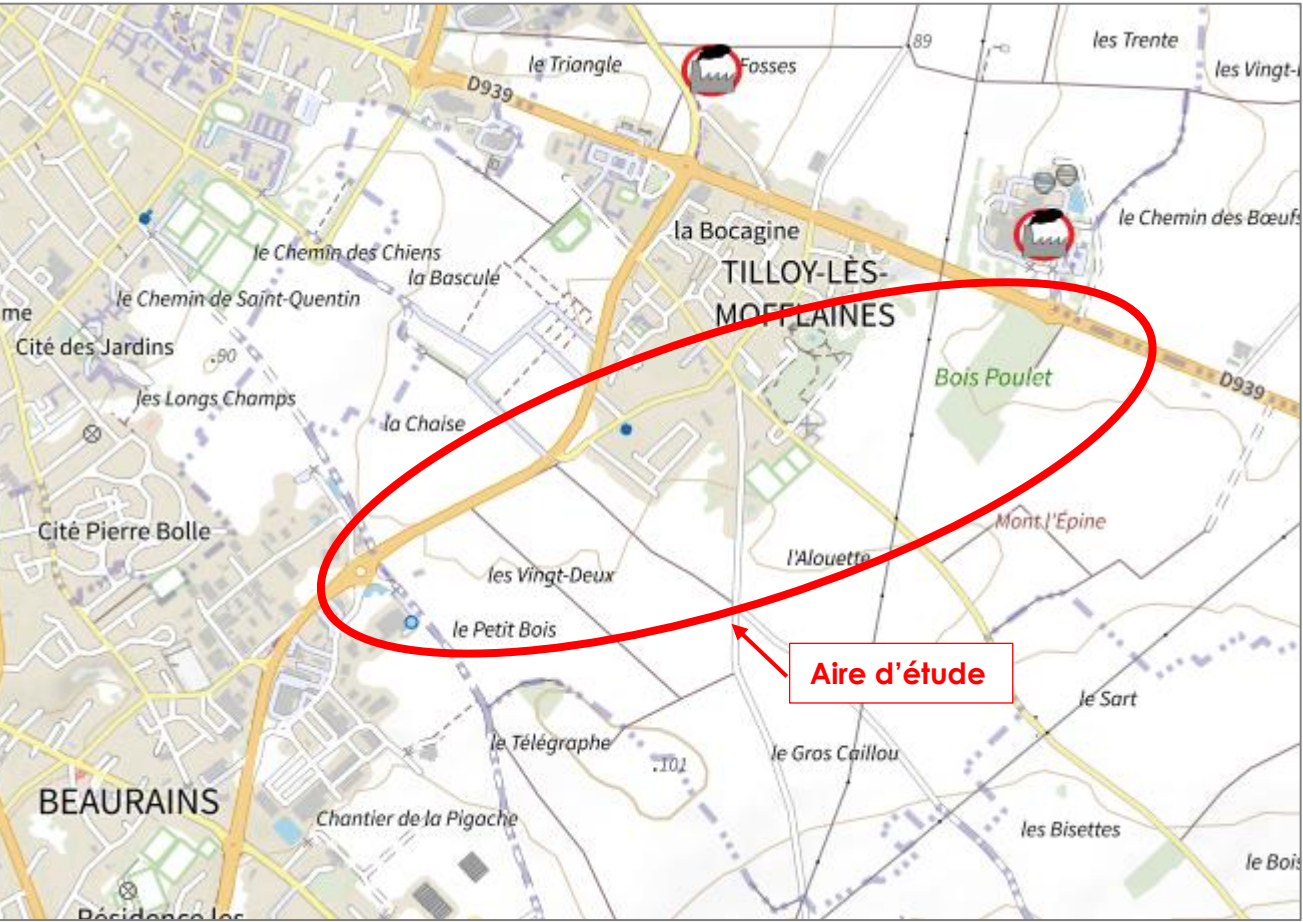 89
les Trente
le Triangle
Fosses
les Vingt-
D939
le Chemin des Bœufs
la Bocagine
le Chemin des Chiens
TILLOY-LÈS-
MOFFLAINES
la Bascule
le Chemin de Saint-Quentin
me
Cité des Jardins
90
Bois Poulet
D939
les Longs Champs
la Chaise
Cité Pierre Bolle
Mont l'Épine
l'Alouette
les Vingt-Deux
le Petit Bois
Aire d'étude
le Sart
le Télégraphe
le Gros Caillou
101
BEAURAINS
Chantier de la Pigache
les Bisettes
le Bois
Résidence les